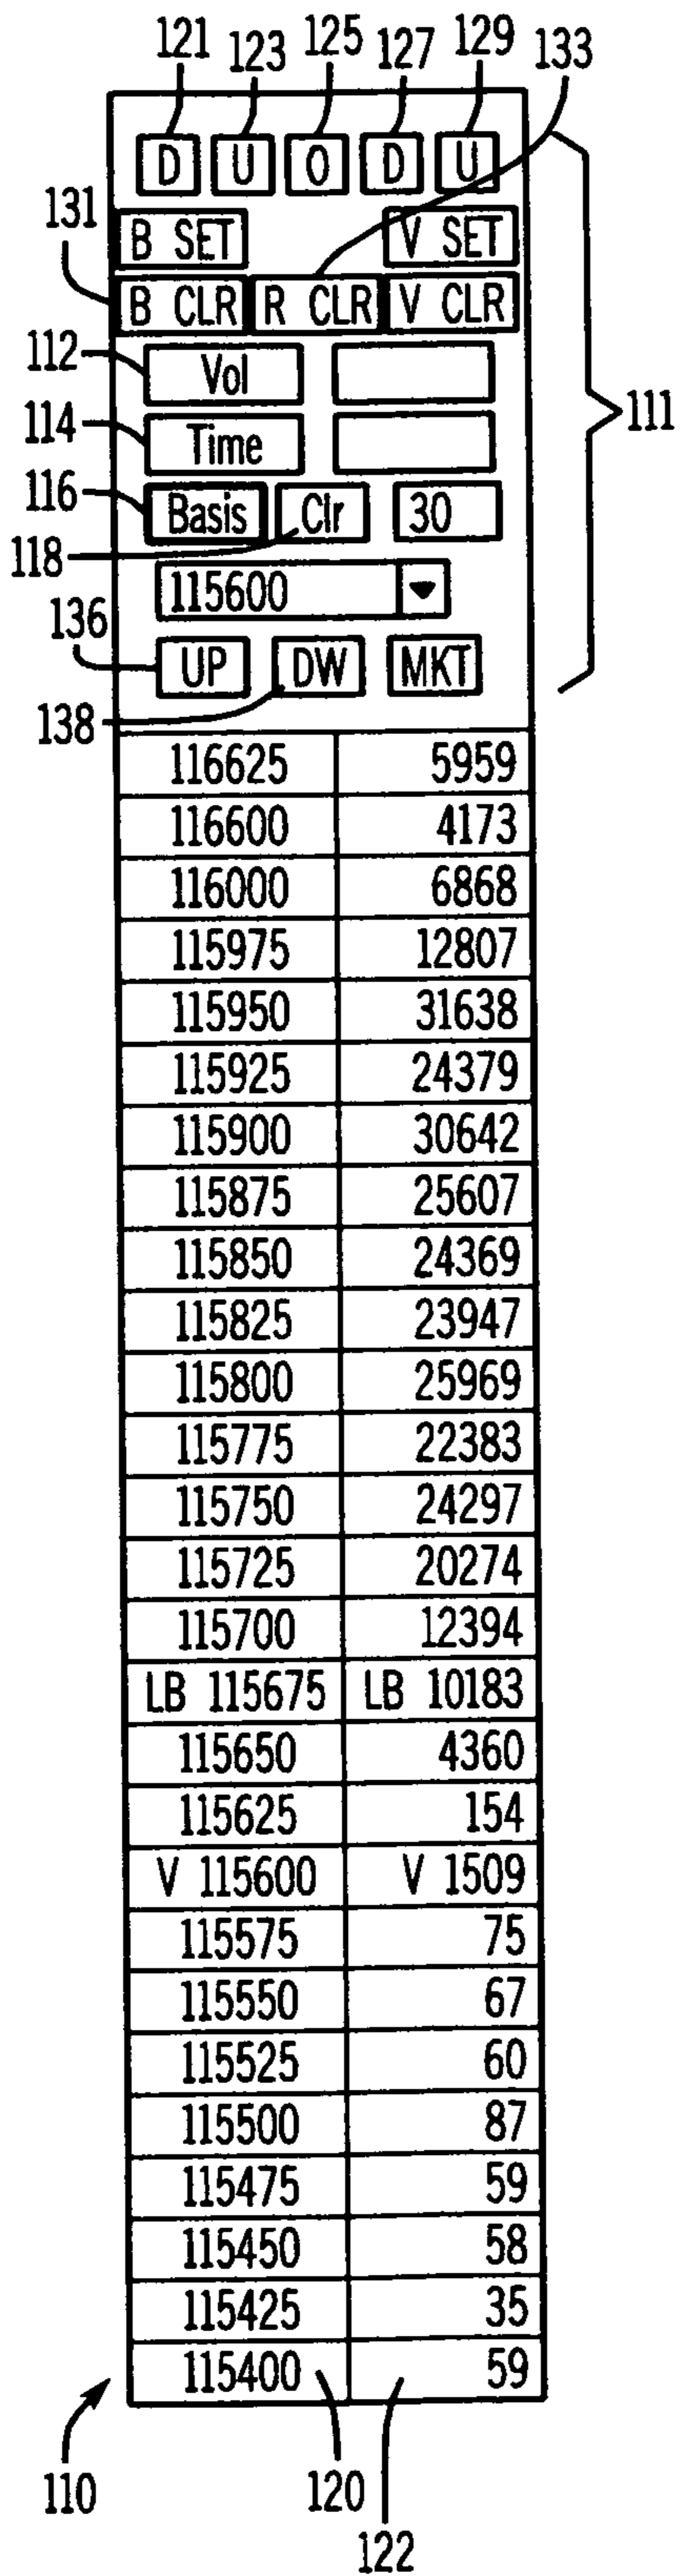 121 123 125 127 129 133
D U O D U
131
B SET V SET
B CLR R CLR V CLR
112 Vol
114 Time
111
116 Basis Clr 30
118
115600
136 UP DW MKT
138
116625 5959
116600 4173
116000 6868
115975 12807
115950 31638
115925 24379
115900 30642
115875 25607
115850 24369
115825 23947
115800 25969
115775 22383
115750 24297
115725 20274
115700 12394
LB 115675 LB 10183
115650 4360
115625 154
V 115600 V 1509
115575 75
115550 67
115525 60
115500 87
115475 59
115450 58
115425 35
115400 59
110 120 122